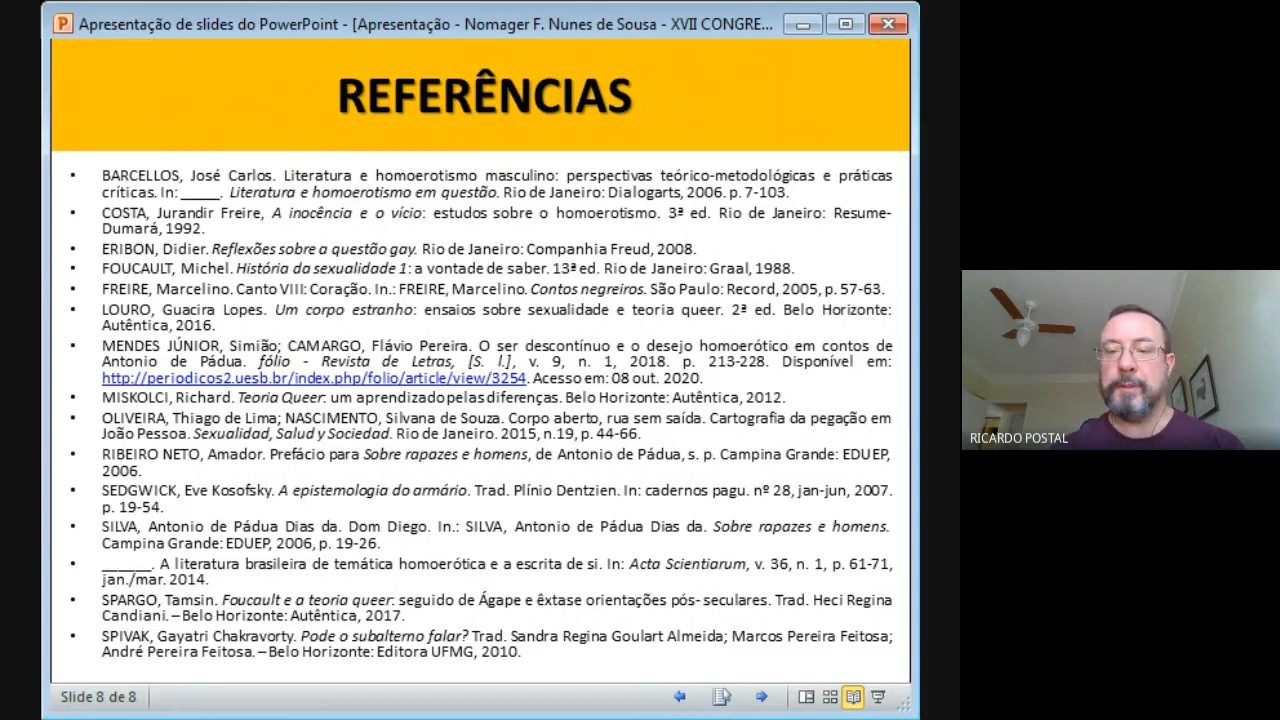 Apresentação de slides do PowerPoint - [Apresentação - Nomager F. Nunes de Sousa - XVII CONGRE...
REFERÊNCIAS
• BARCELLOS, José Carlos. Literatura e homoerotismo masculino: perspectivas teórico-metodológicas e práticas
críticas. In: _____. Literatura e homoerotismo em questão. Rio de Janeiro: Dialogarts, 2006. p. 7-103.
• COSTA, Jurandir Freire, A inocência e o vício: estudos sobre o homoerotismo. 3ª ed. Rio de Janeiro: Resume-
Dumará, 1992.
• ERIBON, Didier. Reflexões sobre a questão gay. Rio de Janeiro: Companhia Freud, 2008.
• FOUCAULT, Michel. História da sexualidade 1: a vontade de saber. 13ª ed. Rio de Janeiro: Graal, 1988.
• FREIRE, Marcelino. Canto VIII: Coração. In.: FREIRE, Marcelino. Contos negreiros. São Paulo: Record, 2005, p. 57-63.
• LOURO, Guacira Lopes. Um corpo estranho: ensaios sobre sexualidade e teoria queer. 2ª ed. Belo Horizonte:
Autêntica, 2016.
• MENDES JÚNIOR, Simião; CAMARGO, Flávio Pereira. O ser descontínuo e o desejo homoerótico em contos de
Antonio de Pádua. fólio - Revista de Letras, [S. l.], v. 9, n. 1, 2018. p. 213-228. Disponível em:
http://periodicos2.uesb.br/index.php/folio/article/view/3254. Acesso em: 08 out. 2020.
• MISKOLCI, Richard. Teoria Queer: um aprendizado pelas diferenças. Belo Horizonte: Autêntica, 2012.
• OLIVEIRA, Thiago de Lima; NASCIMENTO, Silvana de Souza. Corpo aberto, rua sem saída. Cartografia da pegação em
João Pessoa. Sexualidad, Salud y Sociedad. Rio de Janeiro. 2015, n.19, p. 44-66.
• RIBEIRO NETO, Amador. Prefácio para Sobre rapazes e homens, de Antonio de Pádua, s. p. Campina Grande: EDUEP,
2006.
• SEDGWICK, Eve Kosofsky. A epistemologia do armário. Trad. Plínio Dentzien. In: cadernos pagu. nº 28, jan-jun, 2007.
p. 19-54.
• SILVA, Antonio de Pádua Dias da. Dom Diego. In.: SILVA, Antonio de Pádua Dias da. Sobre rapazes e homens.
Campina Grande: EDUEP, 2006, p. 19-26.
• ______. A literatura brasileira de temática homoerótica e a escrita de si. In: Acta Scientiarum, v. 36, n. 1, p. 61-71,
jan./mar. 2014.
• SPARGO, Tamsin. Foucault e a teoria queer: seguido de Ágape e êxtase orientações pós- seculares. Trad. Heci Regina
Candiani. – Belo Horizonte: Autêntica, 2017.
• SPIVAK, Gayatri Chakravorty. Pode o subalterno falar? Trad. Sandra Regina Goulart Almeida; Marcos Pereira Feitosa;
André Pereira Feitosa. – Belo Horizonte: Editora UFMG, 2010.
Slide 8 de 8
RICARDO POSTAL